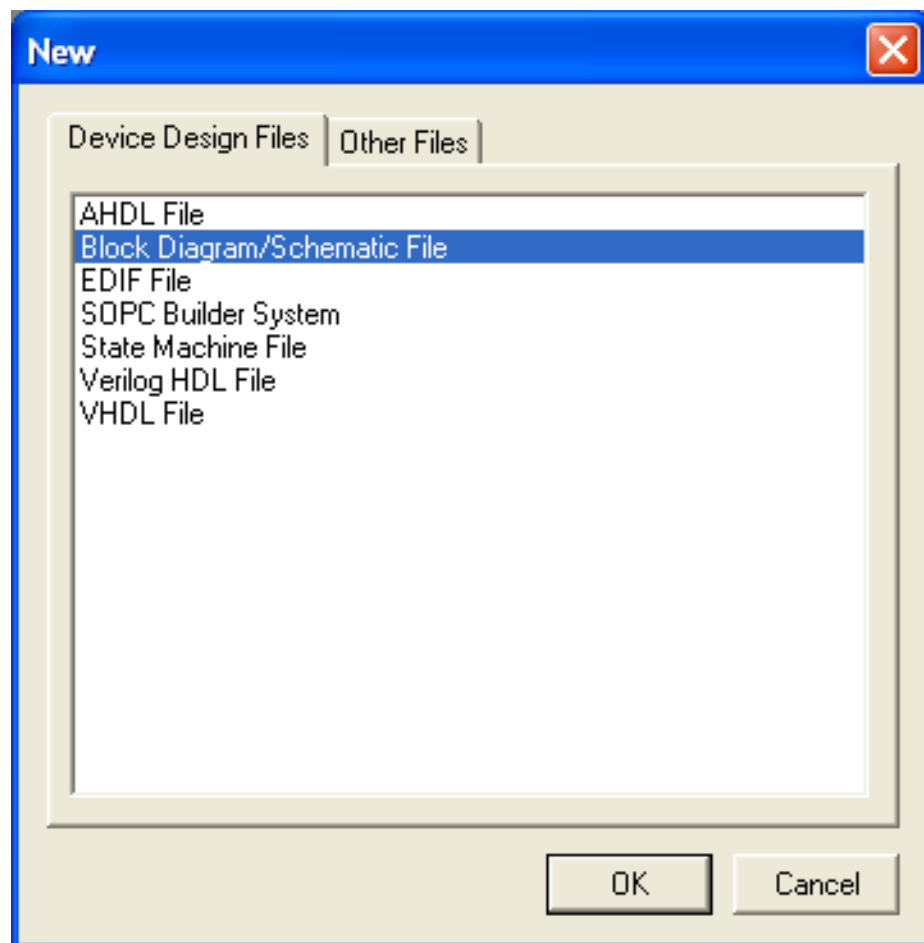 New
Device Design Files
Other Files
AHDL File
Block Diagram/Schematic File
EDIF File
SOPC Builder System
State Machine File
Verilog HDL File
VHDL File
OK
Cancel